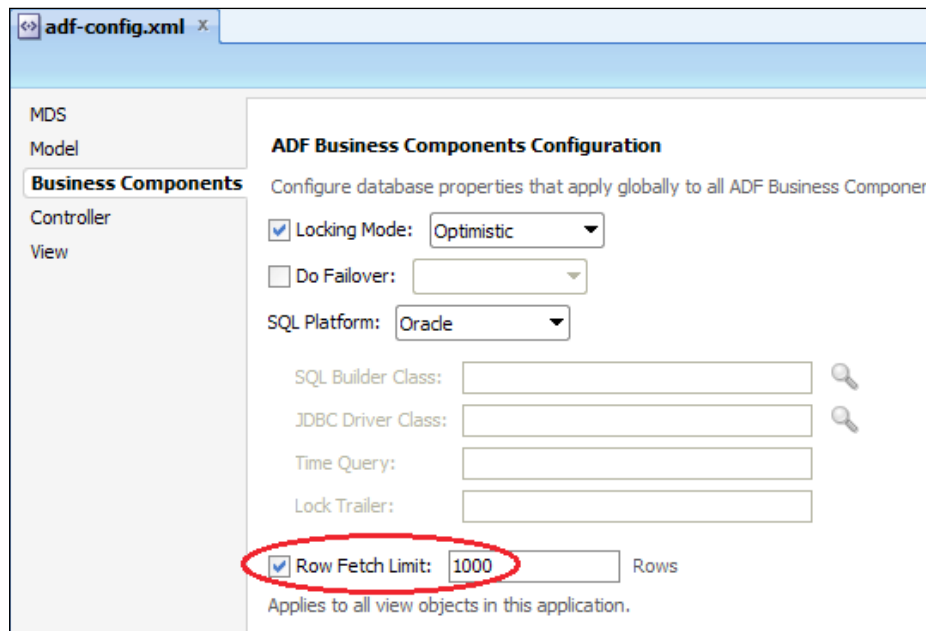 adf-config.xml x
MDS
Model
Business Components
Controller
View
ADF Business Components Configuration
Configure database properties that apply globally to all ADF Business Componen
Locking Mode: Optimistic
Do Failover:
SQL Platform: Oracle
SQL Builder Class:
JDBC Driver Class:
Time Query:
Lock Trailer:
Row Fetch Limit: 1000 Rows
Applies to all view objects in this application.